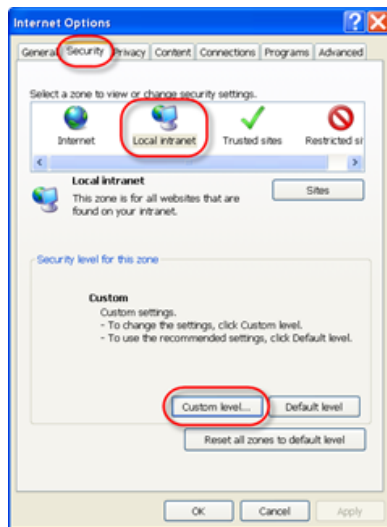 Internet Options
General Security Privacy Content Connections Programs Advanced
Select a zone to view or change security settings.
Internet Local intranet Trusted sites Restricted si
Local intranet
Sites
This zone is for all websites that are
found on your intranet.
Security level for this zone
Custom
Custom settings.
- To change the settings, click Custom level.
- To use the recommended settings, click Default level.
Custom level... Default level
Reset all zones to default level
OK Cancel Apply